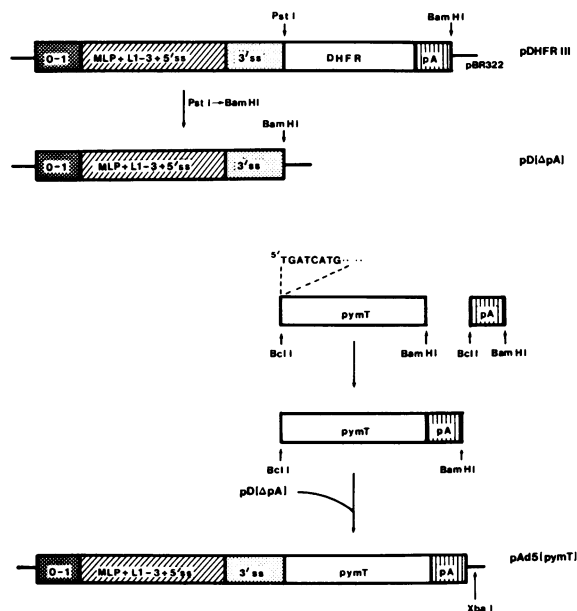 Pst I
Bam HI
0-1
MLP+L1-3+5'ss
3'ss
DHFR
pA
pBR322
pDHFR III
Pst I→Bam HI
Bam HI
0-1
MLP+L1-3+5'ss
3'ss
pD(ΔpA)
5'TGATCATG· · ··
pymT
pA
Bcl I
Bam HI
Bcl I
Bam HI
pymT
pA
Bcl I
Bam HI
pD(ΔpA)
0-1
MLP+L1-3+5'ss
3'ss
pymT
pA
pAd5(pymT)
Xba I